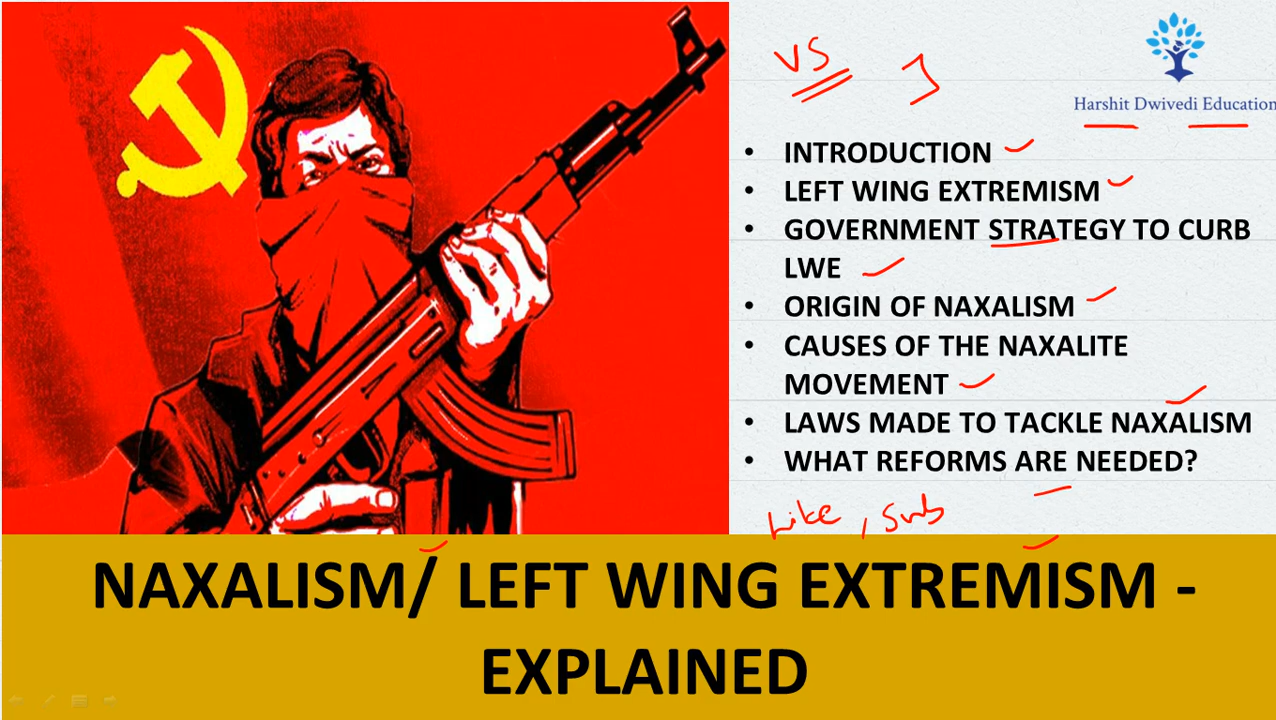 VS
Harshit Dwivedi Education
• INTRODUCTION
• LEFT WING EXTREMISM
• GOVERNMENT STRATEGY TO CURB
LWE
• ORIGIN OF NAXALISM
• CAUSES OF THE NAXALITE
MOVEMENT
• LAWS MADE TO TACKLE NAXALISM
• WHAT REFORMS ARE NEEDED?
Like, Sub
NAXALISM/ LEFT WING EXTREMISM -
EXPLAINED